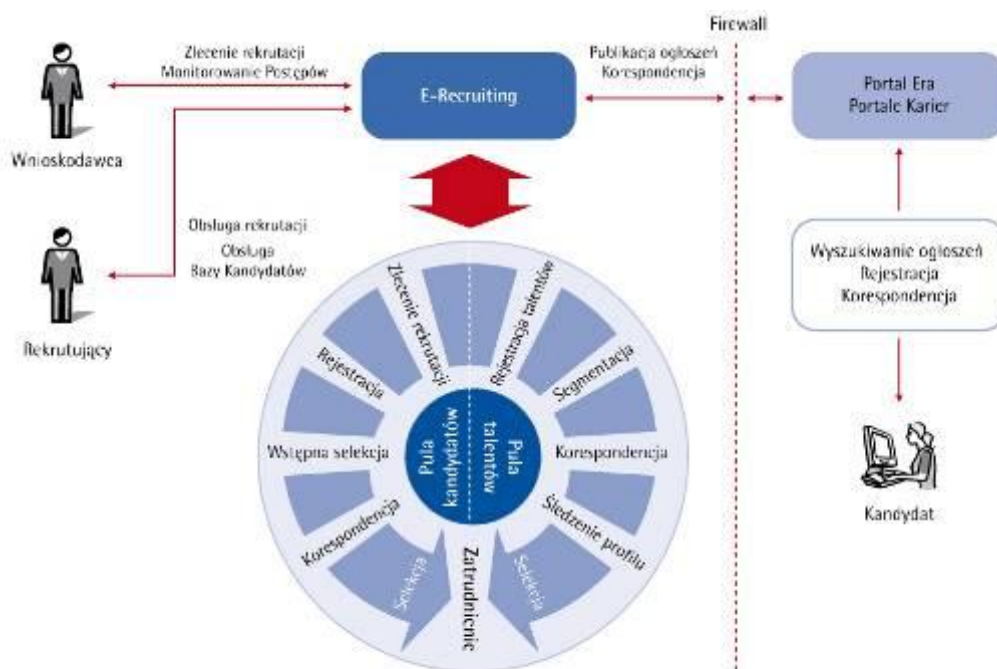 Firewall
Zlecenie rekrutacji
Monitorowanie Postępów
Publikacja ogłoszeń
Korespondencja
E-Recruiting
Portal Era
Portale Karier
Wnioskodawca
Obsługa rekrutacji
Obsługa
Bazy Kandydatów
Rekrutujący
Wyszukiwanie ogłoszeń
Rejestracja
Korespondencja
Kandydat
Zlecenie rekrutacji
Rejestracja
Wstępna selekcja
Korespondencja
Selekcja
Pula
kandydatów
Pula
talentów
Rejestracja talentów
Segmentacja
Korespondencja
Śledzenie profilu
Selekcja
Zatrudnienie